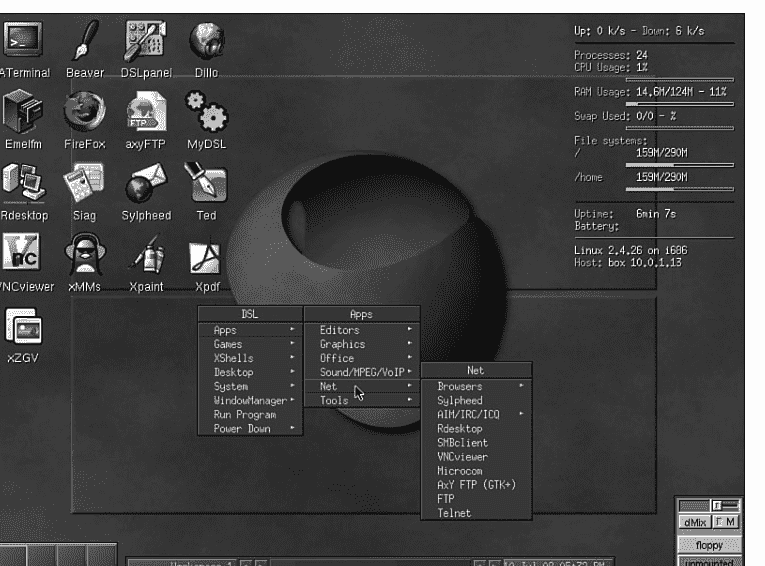 Up: 0 k/s - Down: 6 k/s
Processes: 24
CPU Usage: 1%
RAM Usage: 14,6M/124M - 11%
Swap Used: 0/0 - %
File systems:
/ 159M/290M
/home 159M/290M
Uptime: 6min 7s
Battery:
Linux 2.4.26 on i686
Host: box 10.0.1.13
ATerminal Beaver DSLpanel Dillo
Emelfm FireFox axyFTP MyDSL
FTP
Rdesktop Siag Sylpheed Ted
VNCviewer xMMs Xpaint Xpdf
xZGV
DSL
Apps
Games
XShells
Desktop
System
WindowManager
Run Program
Power Down
Apps
Editors
Graphics
Office
Sound/MPEG/VoIP
Net
Tools
Net
Browsers
Sylpheed
AIM/IRC/ICQ
Rdesktop
SMBclient
VNCviewer
Microcom
AxY FTP (GTK+)
FTP
Telnet
dMix F M
floppy
unmounted
Workspace 1